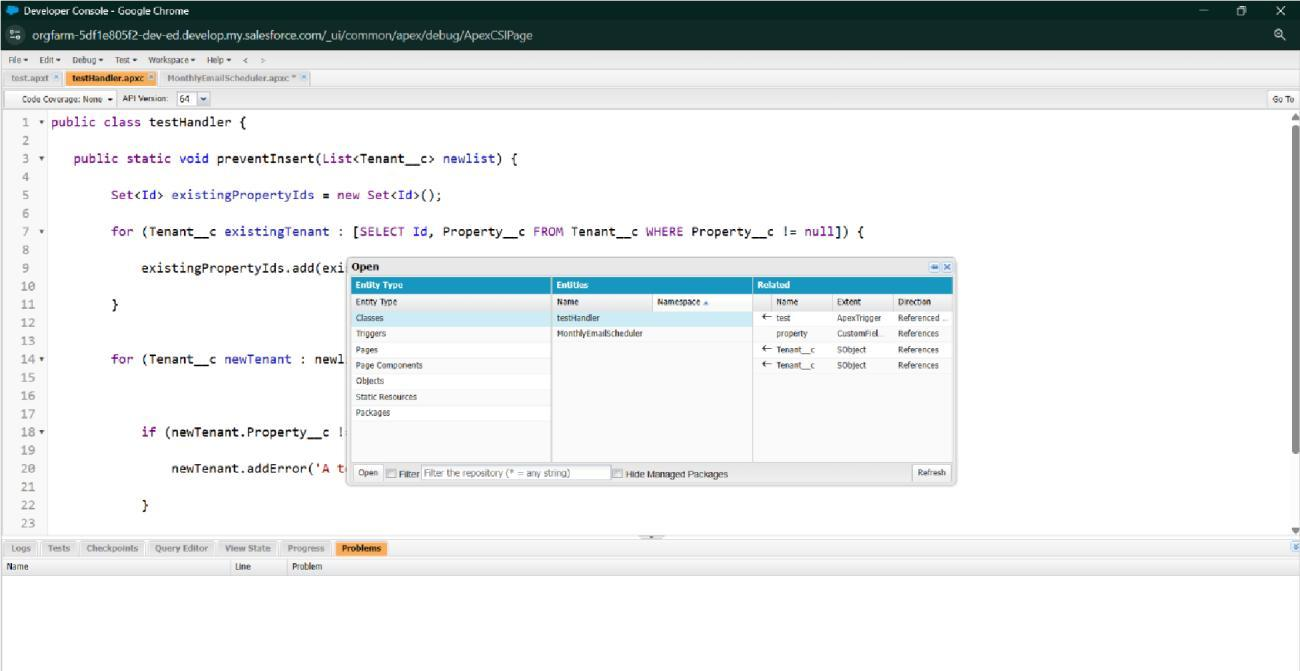 Developer Console - Google Chrome
orgfarm-5df1e805f2-dev-ed.develop.my.salesforce.com/_ui/common/apex/debug/ApexCSIPage
File Edit Debug Test Workspace Help < >
test.apxt testHandler.apxc MonthlyEmailScheduler.apxc *
Code Coverage: None API Version: 64 Go To
1 public class testHandler {
2
3 public static void preventInsert(List<Tenant__c> newlist) {
4
5 Set<Id> existingPropertyIds = new Set<Id>();
6
7 for (Tenant__c existingTenant : [SELECT Id, Property__c FROM Tenant__c WHERE Property__c != null]) {
8
9 existingPropertyIds.add(exi
10
11 }
12
13
14 for (Tenant__c newTenant : newl
15
16
17
18 if (newTenant.Property__c !
19
20 newTenant.addError('A te
21
22 }
23
Open
Entity Type Entities Related
Entity Type Name Namespace Name Extent Direction
Classes testHandler ← test ApexTrigger Referenced ...
Triggers MonthlyEmailScheduler property CustomFiel... References
Pages ← Tenant__c SObject References
Page Components ← Tenant__c SObject References
Objects
Static Resources
Packages
Open Filter Filter the repository (* = any string) Hide Managed Packages Refresh
Logs Tests Checkpoints Query Editor View State Progress Problems
Name Line Problem